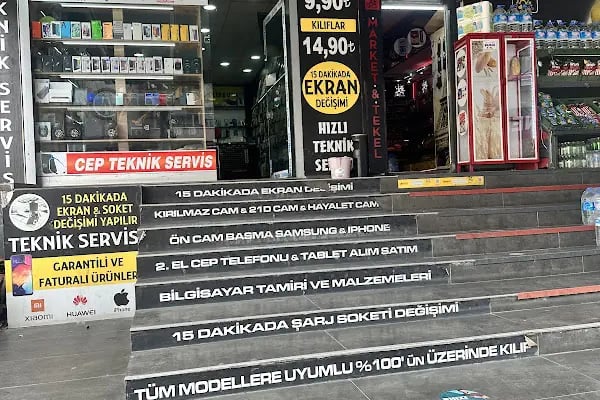 KNİK SERVİS
9,90₺
KILIFLAR
14,90₺
15 DAKİKADA
EKRAN
DEĞİŞİMİ
HIZLI
TEKNİK
MARKET & TEKEL
CEP TEKNİK SERVİS
15 DAKİKADA
EKRAN & SOKET
DEĞİŞİMİ YAPILIR
TEKNİK SERVİS
GARANTİLİ VE
FATURALI ÜRÜNLER
XIAOMI
HUAWEI
iPhone
15 DAKİKADA EKRAN DEĞİŞİMİ
KIRILMAZ CAM & 21D CAM & HAYALET CAM
ÖN CAM BASMA SAMSUNG & IPHONE
2. EL CEP TELEFONU & TABLET ALIM SATIM
BİLGİSAYAR TAMİRİ VE MALZEMELERİ
15 DAKİKADA ŞARJ SOKETİ DEĞİŞİMİ
TÜM MODELLERE UYUMLU %100' ÜN ÜZERİNDE KILIF